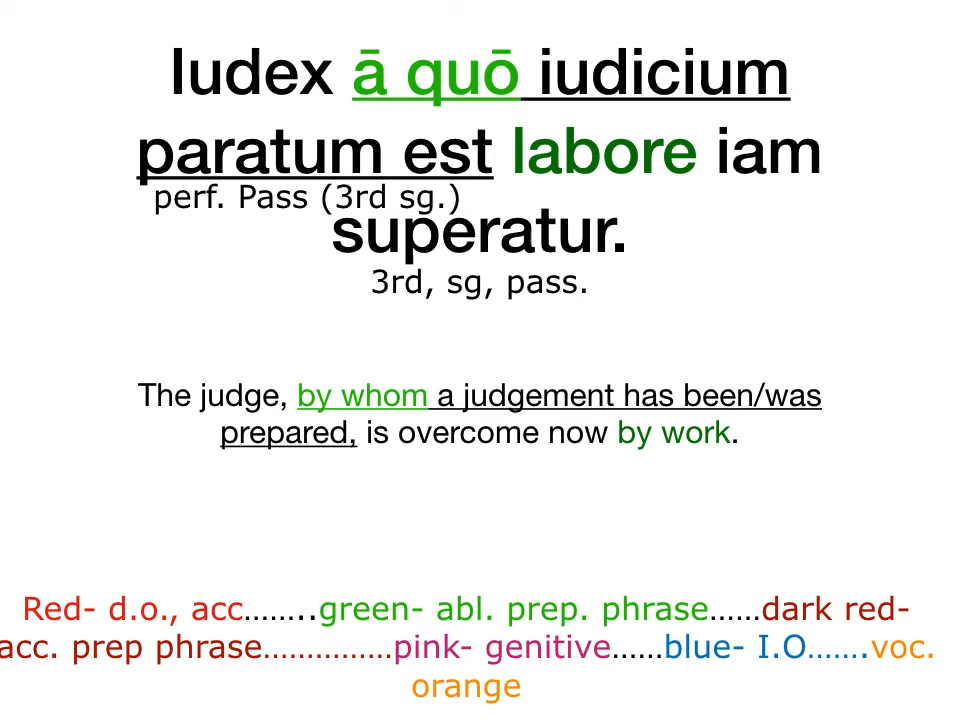 Iudex ā quō iudicium
paratum est labore iam
perf. Pass (3rd sg.)
superatur.
3rd, sg, pass.
The judge, by whom a judgement has been/was
prepared, is overcome now by work.
Red- d.o., acc……..green- abl. prep. phrase……dark red-
acc. prep phrase……………pink- genitive……blue- I.O…….voc.
orange